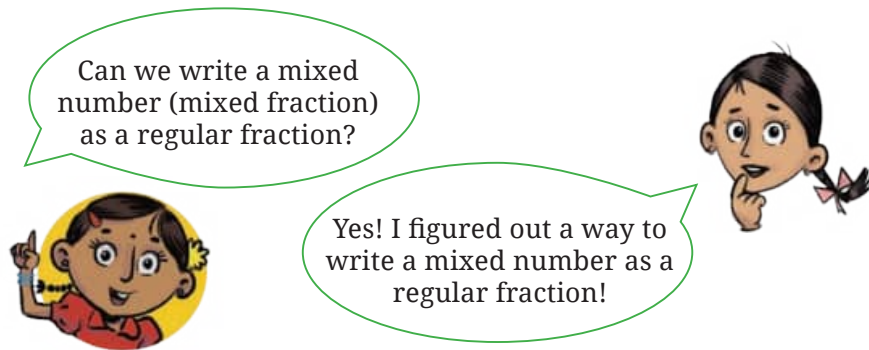 Can we write a mixed
number (mixed fraction)
as a regular fraction?
Yes! I figured out a way to
write a mixed number as a
regular fraction!